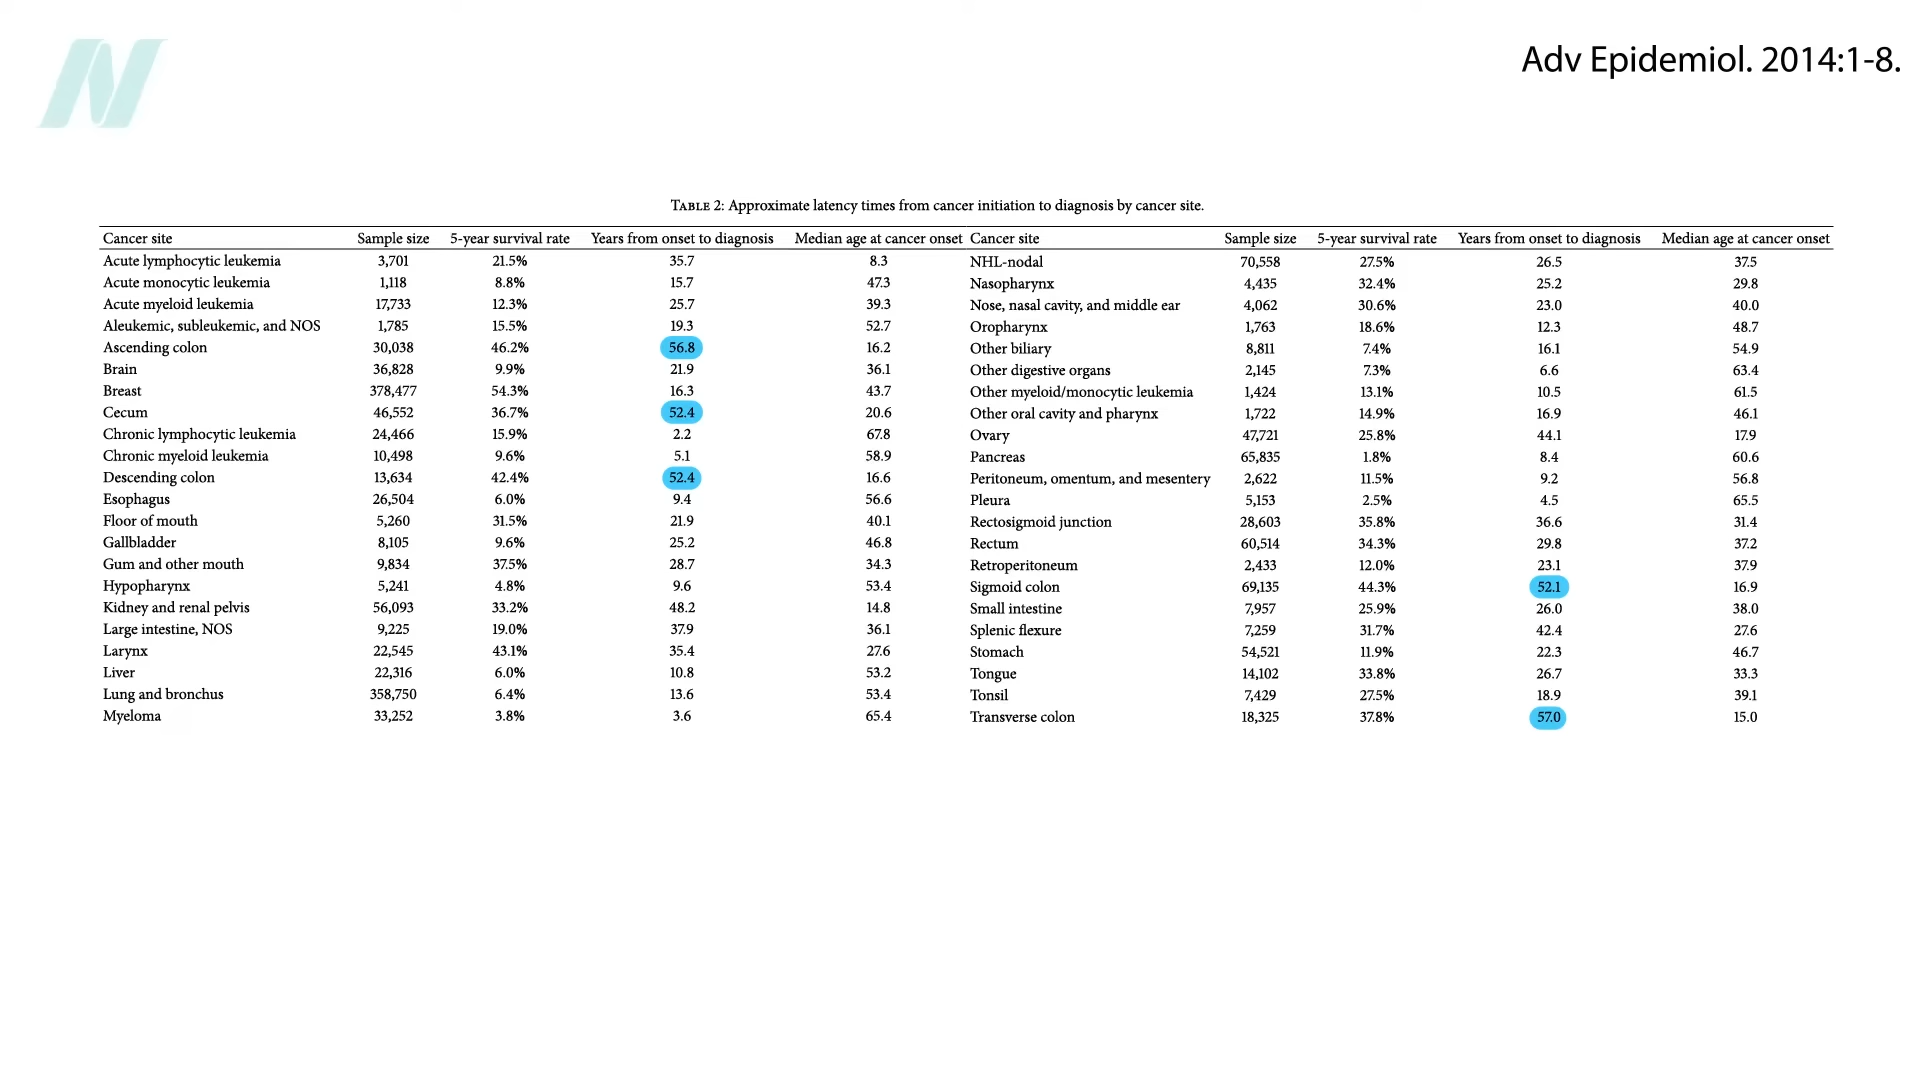 N
Adv Epidemiol. 2014:1-8.
TABLE 2: Approximate latency times from cancer initiation to diagnosis by cancer site.
Cancer site Sample size 5-year survival rate Years from onset to diagnosis Median age at cancer onset Cancer site Sample size 5-year survival rate Years from onset to diagnosis Median age at cancer onset
Acute lymphocytic leukemia 3,701 21.5% 35.7 8.3 NHL-nodal 70,558 27.5% 26.5 37.5
Acute monocytic leukemia 1,118 8.8% 15.7 47.3 Nasopharynx 4,435 32.4% 25.2 29.8
Acute myeloid leukemia 17,733 12.3% 25.7 39.3 Nose, nasal cavity, and middle ear 4,062 30.6% 23.0 40.0
Aleukemic, subleukemic, and NOS 1,785 15.5% 19.3 52.7 Oropharynx 1,763 18.6% 12.3 48.7
Ascending colon 30,038 46.2% 56.8 16.2 Other biliary 8,811 7.4% 16.1 54.9
Brain 36,828 9.9% 21.9 36.1 Other digestive organs 2,145 7.3% 6.6 63.4
Breast 378,477 54.3% 16.3 43.7 Other myeloid/monocytic leukemia 1,424 13.1% 10.5 61.5
Cecum 46,552 36.7% 52.4 20.6 Other oral cavity and pharynx 1,722 14.9% 16.9 46.1
Chronic lymphocytic leukemia 24,466 15.9% 2.2 67.8 Ovary 47,721 25.8% 44.1 17.9
Chronic myeloid leukemia 10,498 9.6% 5.1 58.9 Pancreas 65,835 1.8% 8.4 60.6
Descending colon 13,634 42.4% 52.4 16.6 Peritoneum, omentum, and mesentery 2,622 11.5% 9.2 56.8
Esophagus 26,504 6.0% 9.4 56.6 Pleura 5,153 2.5% 4.5 65.5
Floor of mouth 5,260 31.5% 21.9 40.1 Rectosigmoid junction 28,603 35.8% 36.6 31.4
Gallbladder 8,105 9.6% 25.2 46.8 Rectum 60,514 34.3% 29.8 37.2
Gum and other mouth 9,834 37.5% 28.7 34.3 Retroperitoneum 2,433 12.0% 23.1 37.9
Hypopharynx 5,241 4.8% 9.6 53.4 Sigmoid colon 69,135 44.3% 52.1 16.9
Kidney and renal pelvis 56,093 33.2% 48.2 14.8 Small intestine 7,957 25.9% 26.0 38.0
Large intestine, NOS 9,225 19.0% 37.9 36.1 Splenic flexure 7,259 31.7% 42.4 27.6
Larynx 22,545 43.1% 35.4 27.6 Stomach 54,521 11.9% 22.3 46.7
Liver 22,316 6.0% 10.8 53.2 Tongue 14,102 33.8% 26.7 33.3
Lung and bronchus 358,750 6.4% 13.6 53.4 Tonsil 7,429 27.5% 18.9 39.1
Myeloma 33,252 3.8% 3.6 65.4 Transverse colon 18,325 37.8% 57.0 15.0